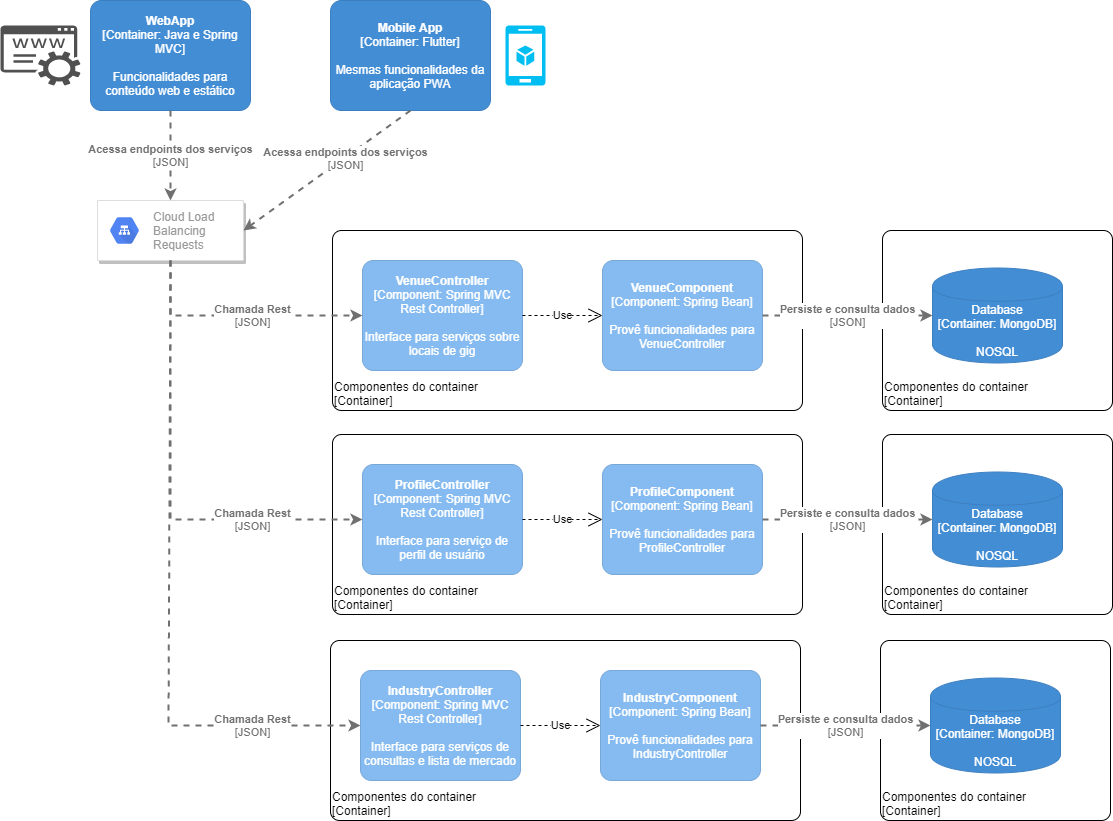 WWW
WebApp
[Container: Java e Spring
MVC]
Funcionalidades para
conteúdo web e estático
Mobile App
[Container: Flutter]
Mesmas funcionalidades da
aplicação PWA
Acessa endpoints dos serviços
[JSON]
Acessa endpoints dos serviços
[JSON]
Cloud Load
Balancing
Requests
Chamada Rest
[JSON]
VenueController
[Component: Spring MVC
Rest Controller]
Interface para serviços sobre
locais de gig
Use
VenueComponent
[Component: Spring Bean]
Provê funcionalidades para
VenueController
Persiste e consulta dados
[JSON]
Database
[Container: MongoDB]
NOSQL
Componentes do container
[Container]
Componentes do container
[Container]
Chamada Rest
[JSON]
ProfileController
[Component: Spring MVC
Rest Controller]
Interface para serviço de
perfil de usuário
Use
ProfileComponent
[Component: Spring Bean]
Provê funcionalidades para
ProfileController
Persiste e consulta dados
[JSON]
Database
[Container: MongoDB]
NOSQL
Componentes do container
[Container]
Componentes do container
[Container]
Chamada Rest
[JSON]
IndustryController
[Component: Spring MVC
Rest Controller]
Interface para serviços de
consultas e lista de mercado
Use
IndustryComponent
[Component: Spring Bean]
Provê funcionalidades para
IndustryController
Persiste e consulta dados
[JSON]
Database
[Container: MongoDB]
NOSQL
Componentes do container
[Container]
Componentes do container
[Container]